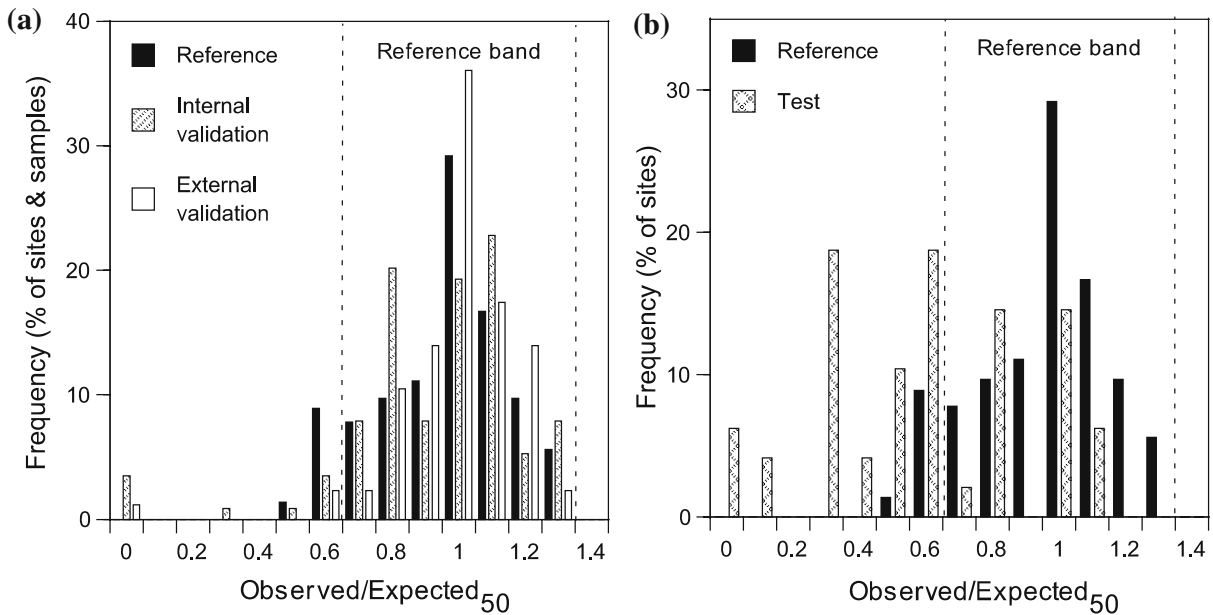 (a)
40
30
20
10
0
Frequency (% of sites & samples)
Reference
Internal
validation
External
validation
Reference band
0 0.2 0.4 0.6 0.8 1 1.2 1.4
Observed/Expected50
(b)
30
20
10
0
Frequency (% of sites)
Reference
Test
Reference band
0 0.2 0.4 0.6 0.8 1 1.2 1.4
Observed/Expected50